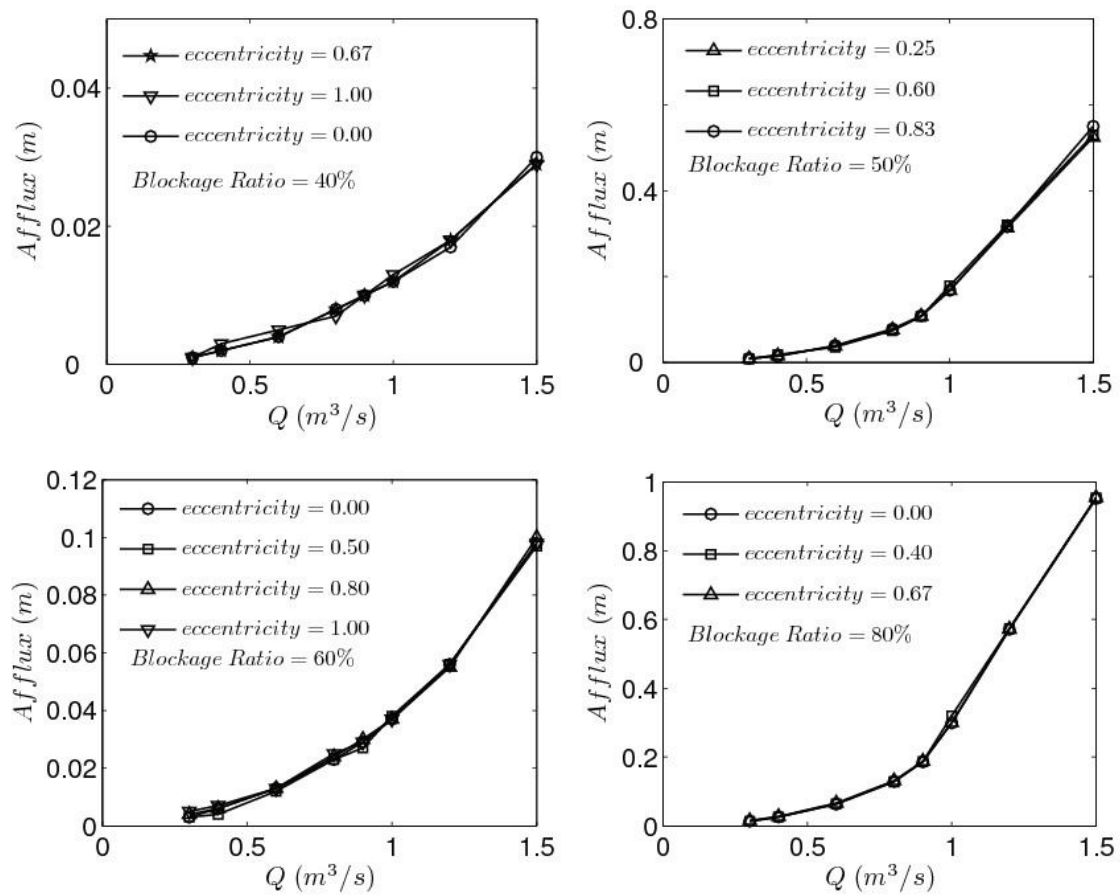 0.04
0.02
0
Afflux (m)
eccentricity = 0.67
eccentricity = 1.00
eccentricity = 0.00
Blockage Ratio = 40%
0 0.5 1 1.5
Q (m³/s)
0.8
0.4
0
Afflux (m)
eccentricity = 0.25
eccentricity = 0.60
eccentricity = 0.83
Blockage Ratio = 50%
0 0.5 1 1.5
Q (m³/s)
0.12
0.1
0.08
0.06
0.04
0.02
0
Afflux (m)
eccentricity = 0.00
eccentricity = 0.50
eccentricity = 0.80
eccentricity = 1.00
Blockage Ratio = 60%
0 0.5 1 1.5
Q (m³/s)
1
0.8
0.6
0.4
0.2
0
Afflux (m)
eccentricity = 0.00
eccentricity = 0.40
eccentricity = 0.67
Blockage Ratio = 80%
0 0.5 1 1.5
Q (m³/s)